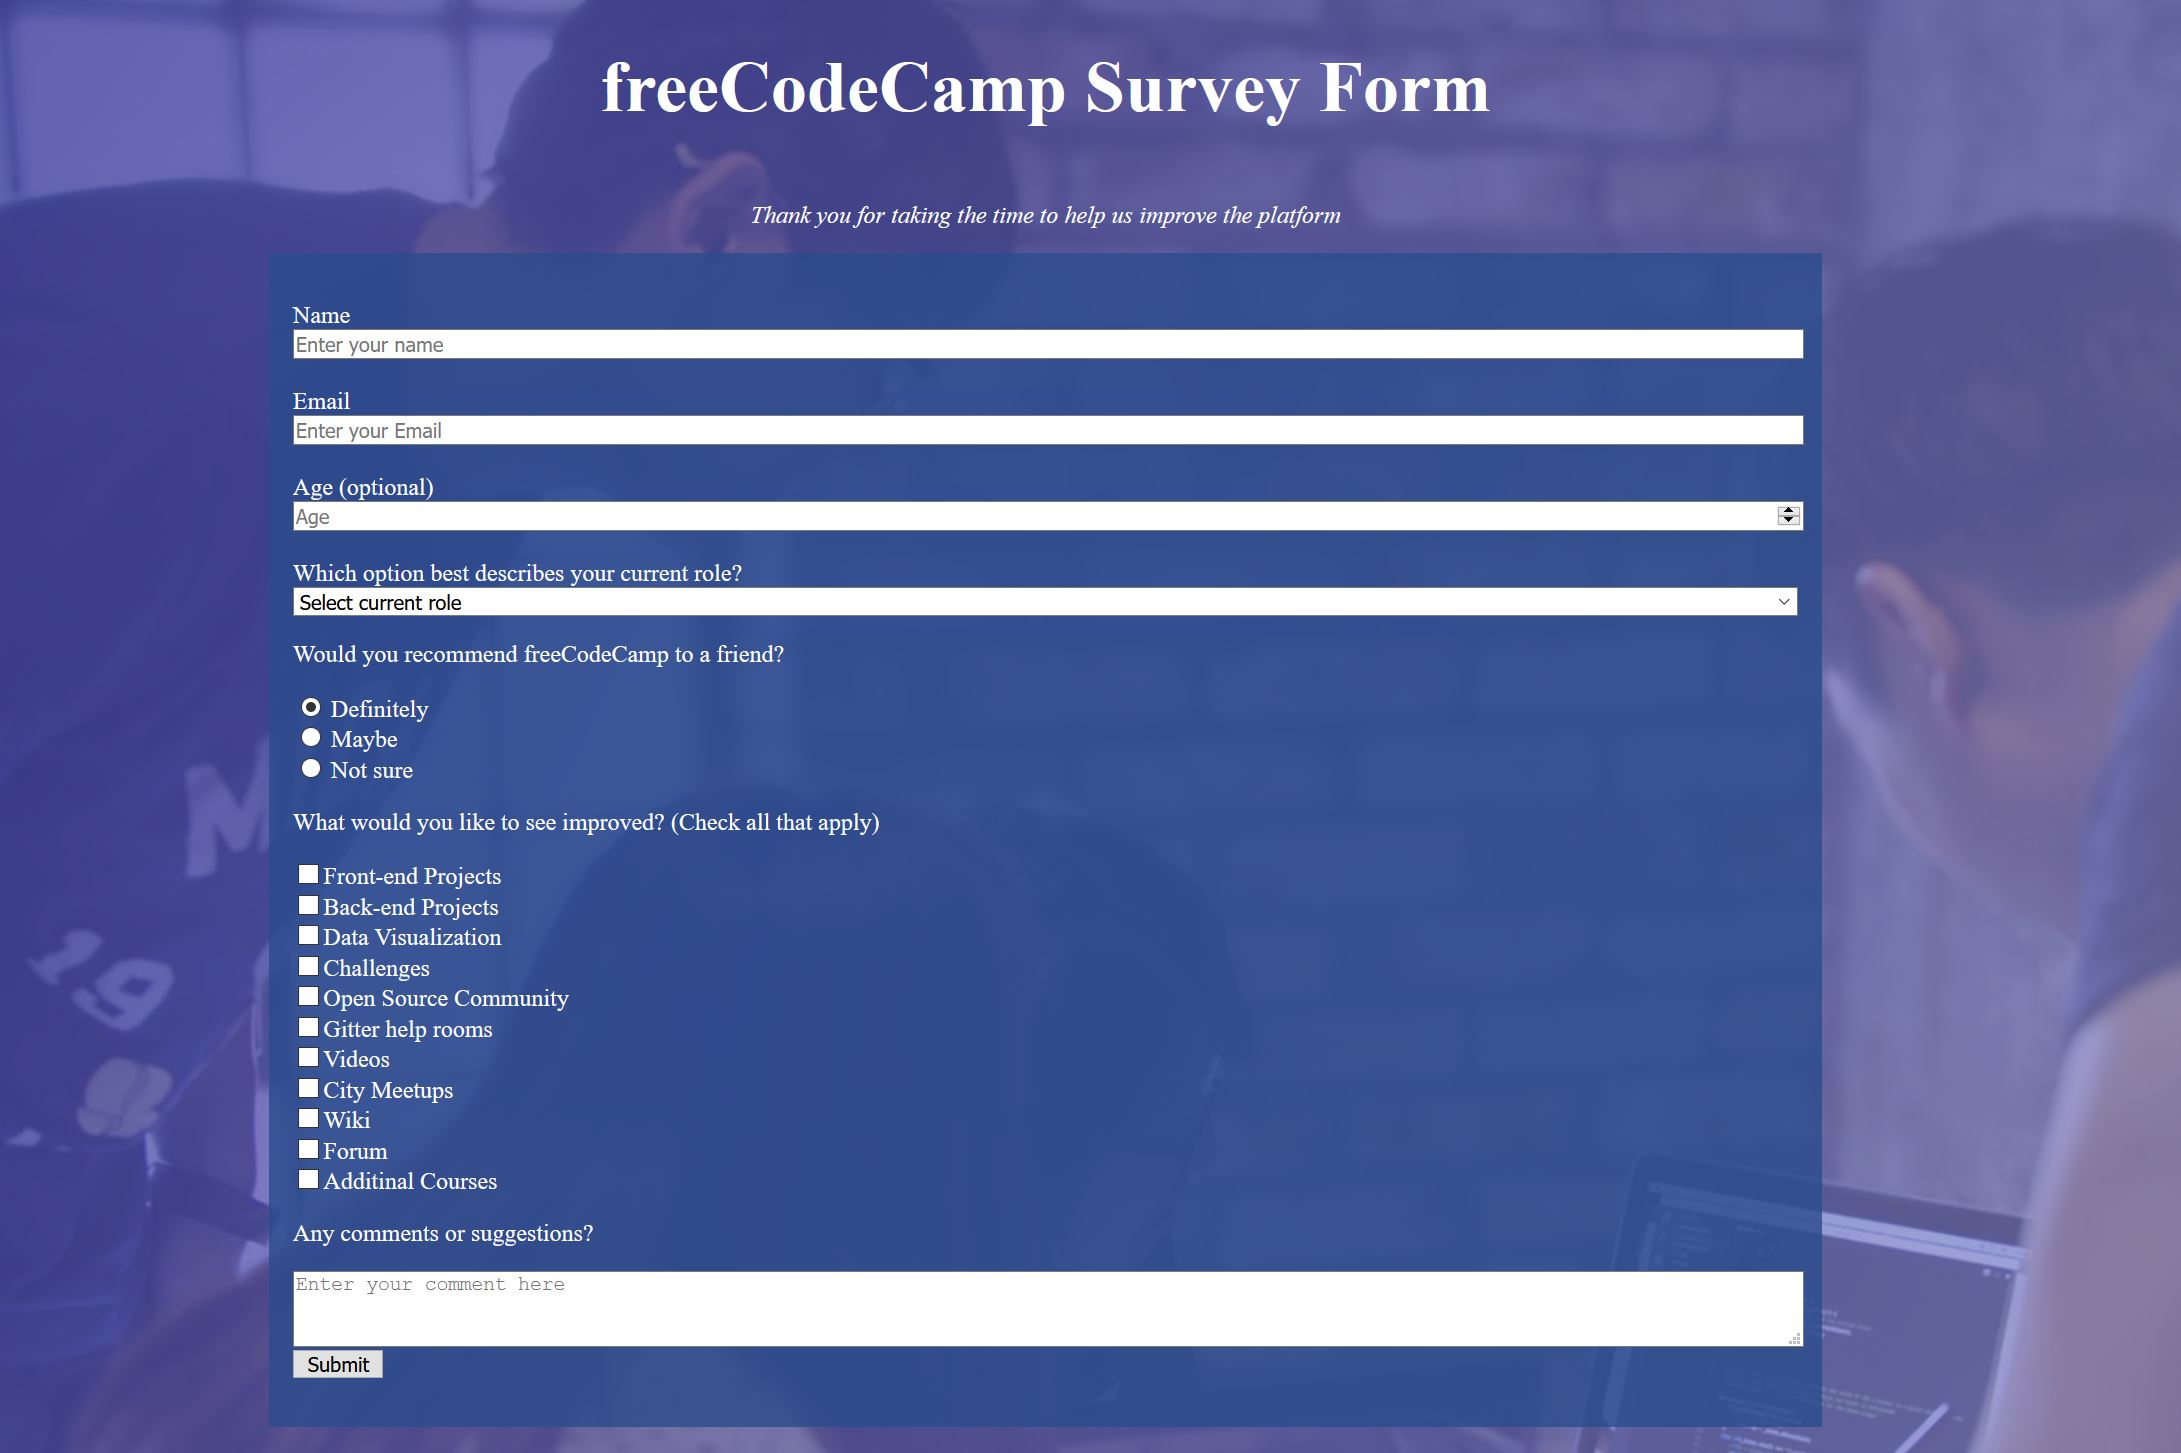 freeCodeCamp Survey Form
Thank you for taking the time to help us improve the platform
Name
Enter your name
Email
Enter your Email
Age (optional)
Age
Which option best describes your current role?
Select current role
Would you recommend freeCodeCamp to a friend?
Definitely
Maybe
Not sure
What would you like to see improved? (Check all that apply)
Front-end Projects
Back-end Projects
Data Visualization
Challenges
Open Source Community
Gitter help rooms
Videos
City Meetups
Wiki
Forum
Additinal Courses
Any comments or suggestions?
Enter your comment here
Submit
M
19